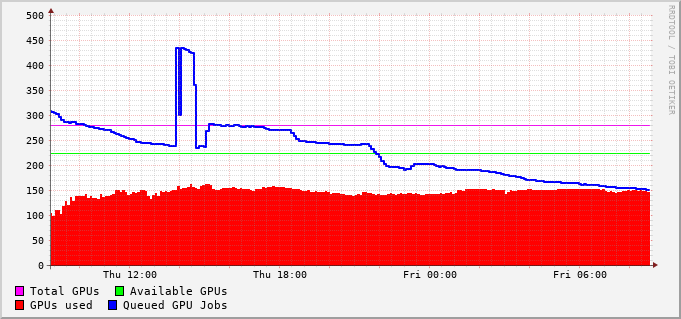 500
450
400
350
300
250
200
150
100
50
0
Thu 12:00 Thu 18:00 Fri 00:00 Fri 06:00
Total GPUs Available GPUs
GPUs used Queued GPU Jobs
RRDTOOL / TOBI OETIKER